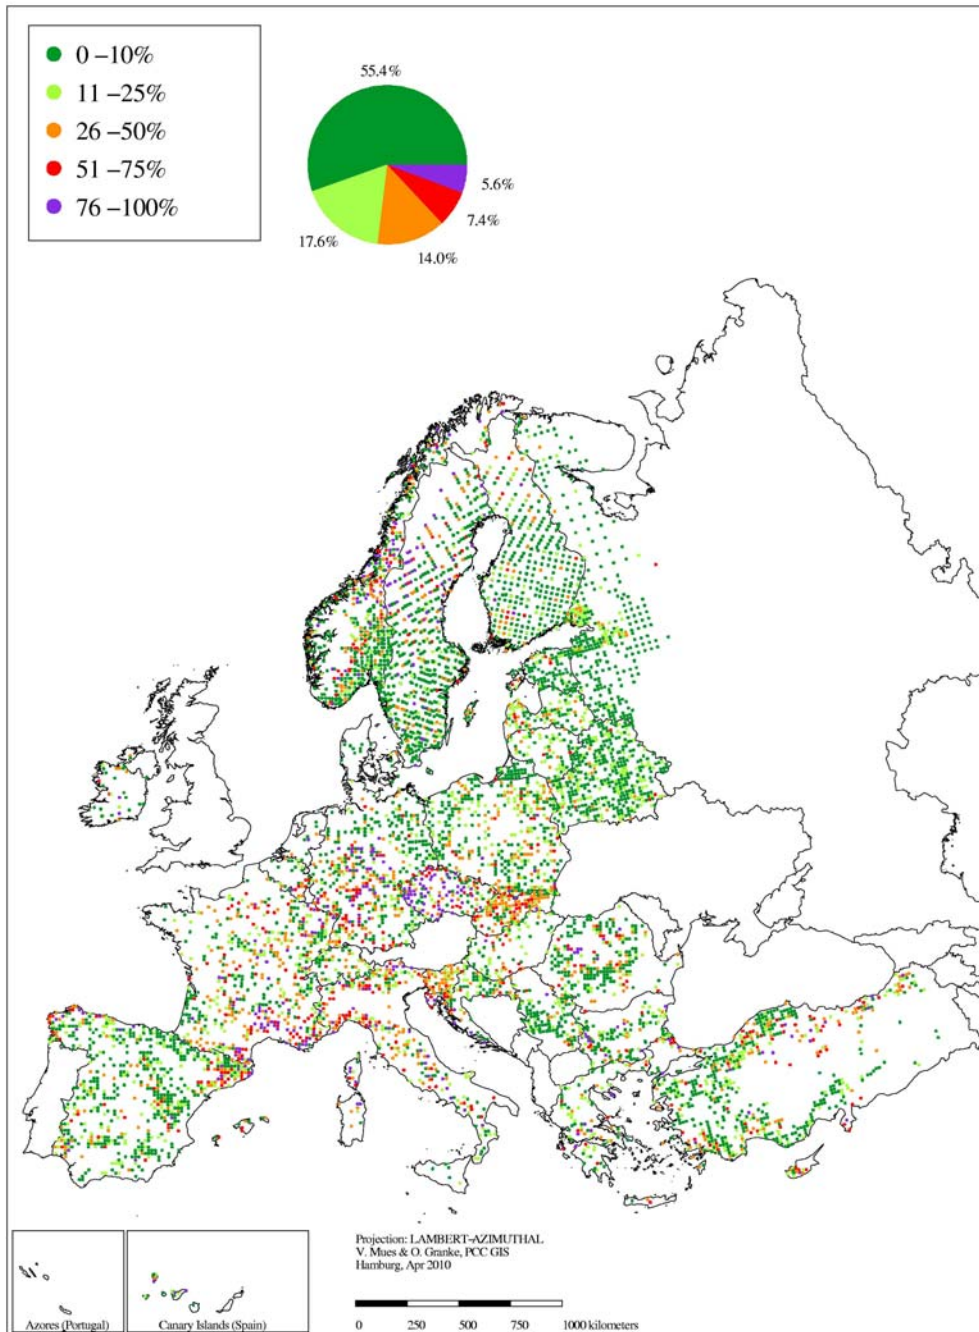 0 –10%
11 –25%
26 –50%
51 –75%
76 –100%
55.4%
5.6%
7.4%
14.0%
17.6%
Projection: LAMBERT-AZIMUTHAL
V. Mues & O. Granke, PCC GIS
Hamburg, Apr 2010
Azores (Portugal)
Canary Islands (Spain)
0 250 500 750 1000 kilometers